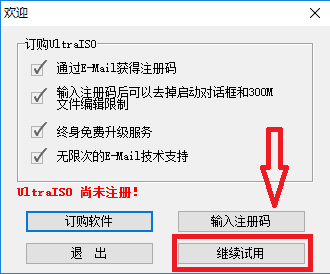 欢迎
订购UltraISO
通过E-Mail获得注册码
输入注册码后可以去掉启动对话框和300M
文件编辑限制
终身免费升级服务
无限次的E-Mail技术支持
UltraISO 尚未注册!
订购软件
输入注册码
退 出
继续试用